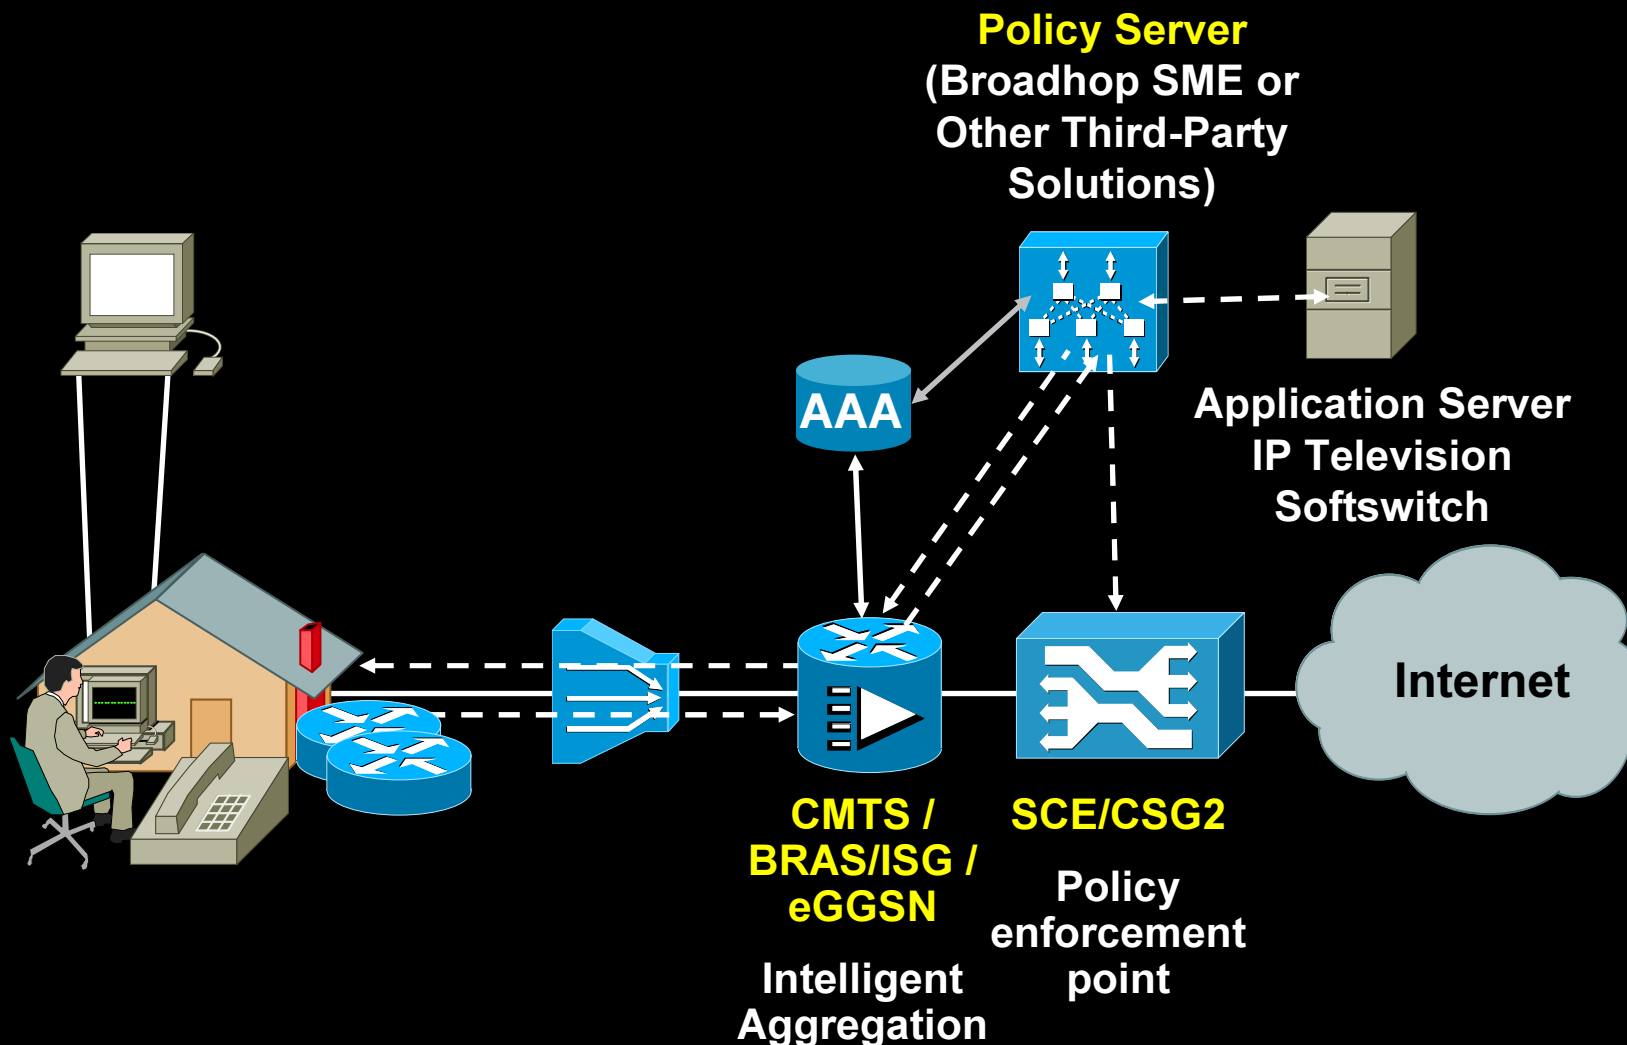 Policy Server
(Broadhop SME or
Other Third-Party
Solutions)
AAA
Application Server
IP Television
Softswitch
Internet
CMTS /
BRAS/ISG /
eGGSN
Intelligent
Aggregation
SCE/CSG2
Policy
enforcement
point